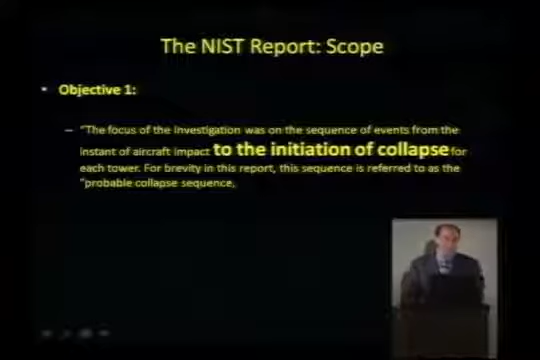 The NIST Report: Scope
• Objective 1:
– "The focus of the Investigation was on the sequence of events from the
instant of aircraft impact to the initiation of collapse for
each tower. For brevity in this report, this sequence is referred to as the
"probable collapse sequence,